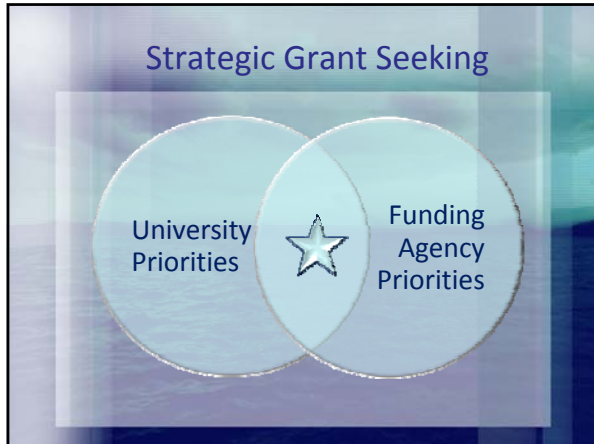 Strategic Grant Seeking
University
Priorities
Funding
Agency
Priorities